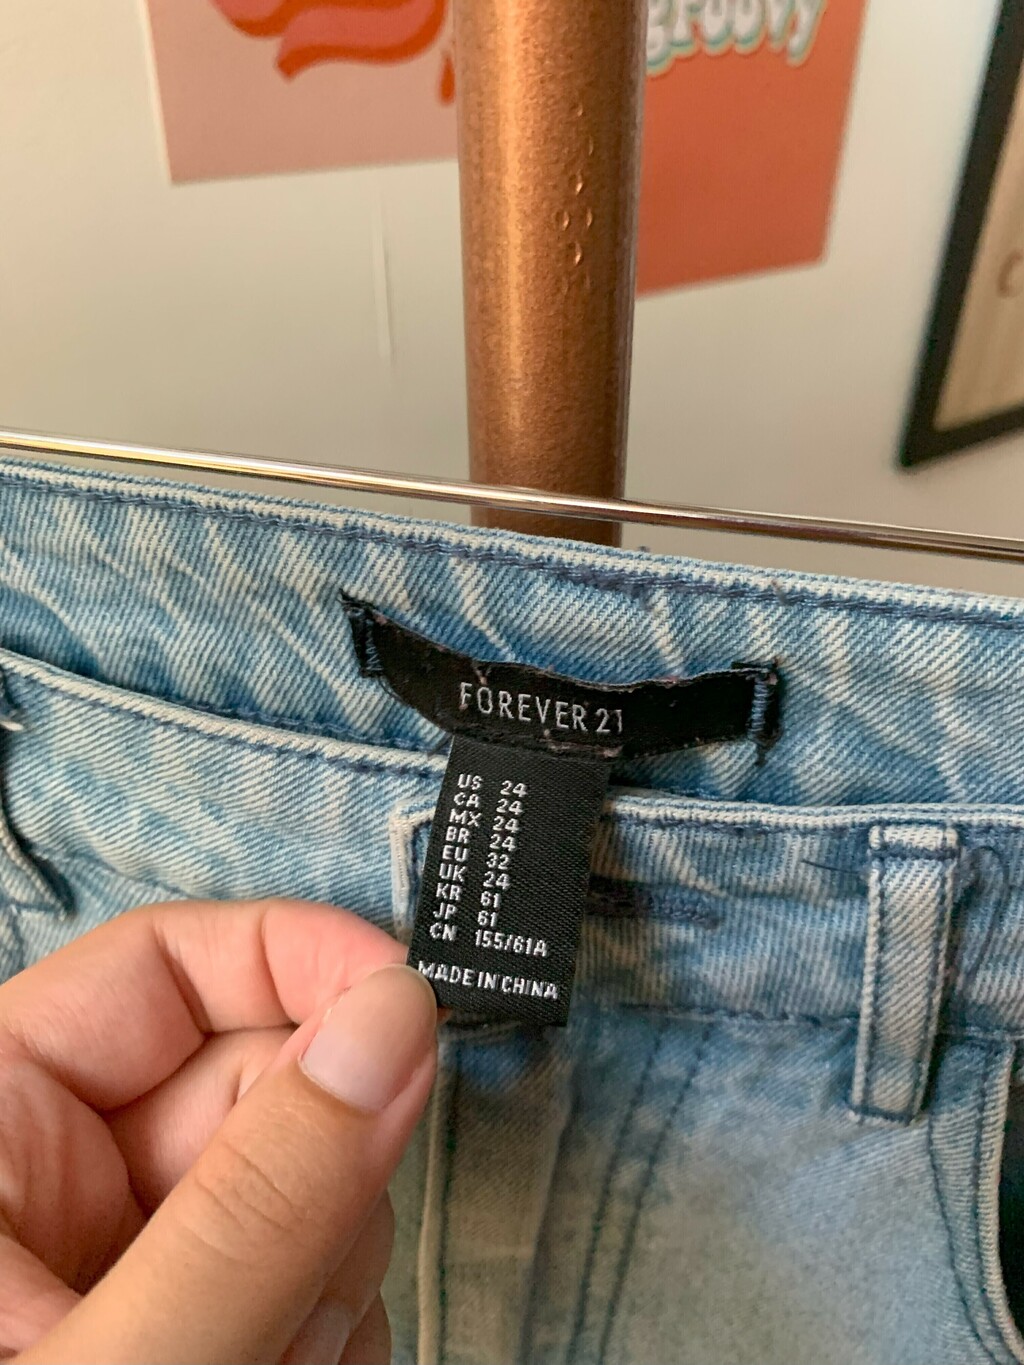 groovy
FOREVER 21
US 24
CA 24
MX 24
BR 24
EU 32
UK 24
KR 61
JP 61
CN 155/61A
MADE IN CHINA